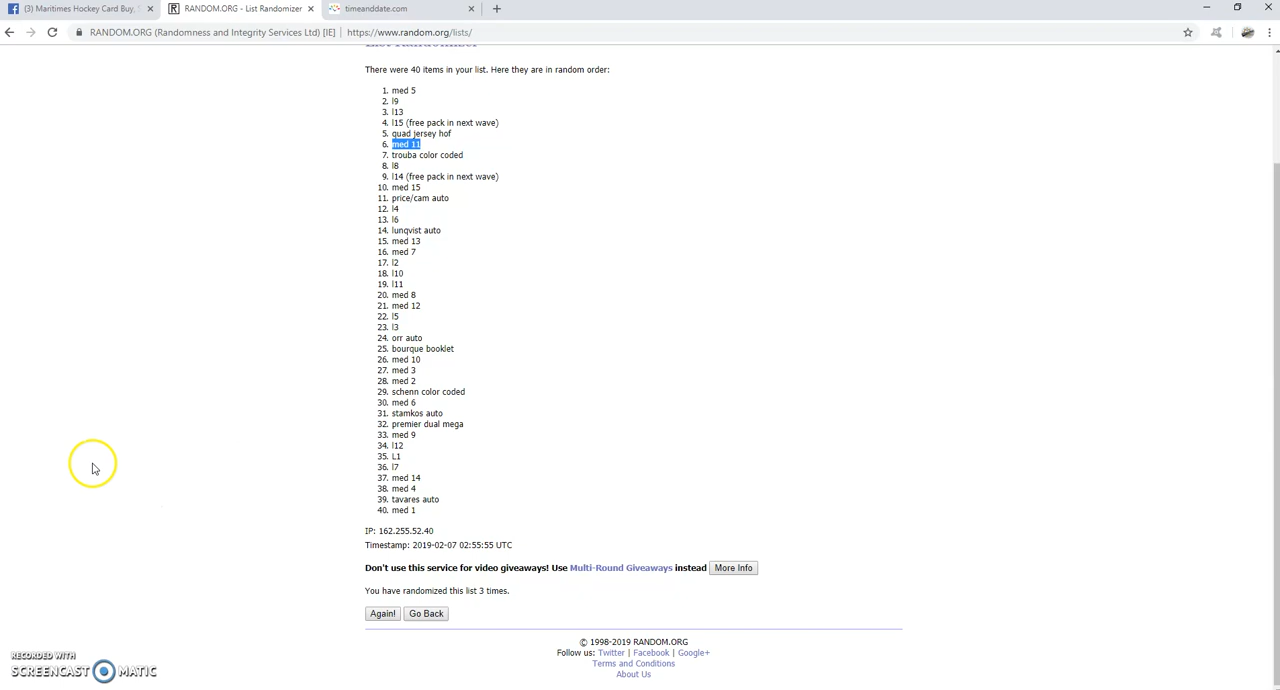 (3) Maritimes Hockey Card Buy,
RANDOM.ORG - List Randomizer
timeanddate.com
RANDOM.ORG (Randomness and Integrity Services Ltd) [IE] | https://www.random.org/lists/
List Randomizer
There were 40 items in your list. Here they are in random order:
1. med 5
2. l9
3. l13
4. l15 (free pack in next wave)
5. quad jersey hof
6. med 11
7. trouba color coded
8. l8
9. l14 (free pack in next wave)
10. med 15
11. price/cam auto
12. l4
13. l6
14. lunqvist auto
15. med 13
16. med 7
17. l2
18. l10
19. l11
20. med 8
21. med 12
22. l5
23. l3
24. orr auto
25. bourque booklet
26. med 10
27. med 3
28. med 2
29. schenn color coded
30. med 6
31. stamkos auto
32. premier dual mega
33. med 9
34. l12
35. L1
36. l7
37. med 14
38. med 4
39. tavares auto
40. med 1
IP: 162.255.52.40
Timestamp: 2019-02-07 02:55:55 UTC
Don't use this service for video giveaways! Use Multi-Round Giveaways instead More Info
You have randomized this list 3 times.
Again! Go Back
© 1998-2019 RANDOM.ORG
Follow us: Twitter | Facebook | Google+
Terms and Conditions
About Us
RECORDED WITH
SCREENCAST MATIC